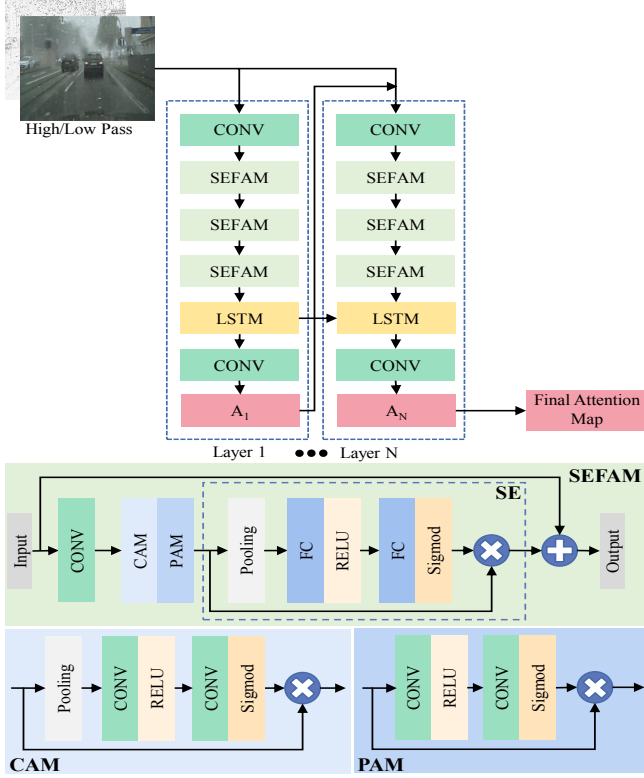 High/Low Pass
CONV
SEFAM
SEFAM
SEFAM
LSTM
CONV
A1
Layer 1
CONV
SEFAM
SEFAM
SEFAM
LSTM
CONV
AN
Layer N
Final Attention
Map
SEFAM
SE
Input
CONV
CAM
PAM
Pooling
FC
RELU
FC
Sigmod
Output
Pooling
CONV
RELU
CONV
Sigmod
CAM
CONV
RELU
CONV
Sigmod
PAM